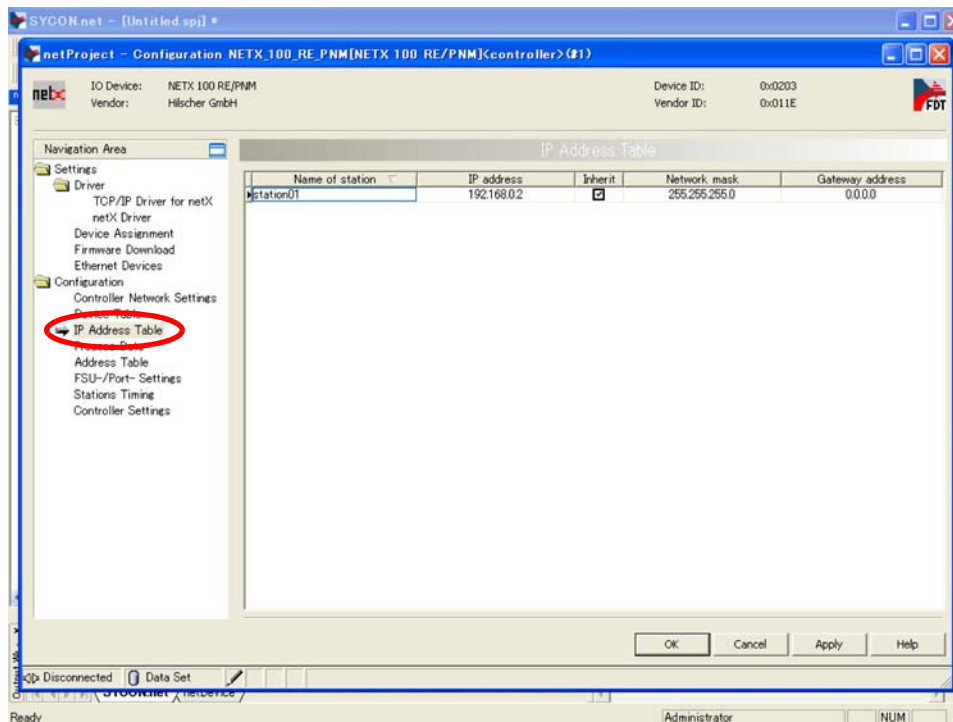 SYCON.net - [Untitled.spj] *
netProject - Configuration NETX_100_RE_PNM[NETX 100 RE/PNM]<controller>(#1)
netx
IO Device: NETX 100 RE/PNM
Device ID: 0x0203
Vendor: Hilscher GmbH
Vendor ID: 0x011E
FDT
Navigation Area
IP Address Table
Settings
Driver
TCP/IP Driver for netX
netX Driver
Device Assignment
Firmware Download
Ethernet Devices
Configuration
Controller Network Settings
Device Table
IP Address Table
Process Data
Address Table
FSU-/Port- Settings
Stations Timing
Controller Settings
Name of station IP address Inherit Network mask Gateway address
station01 192.168.0.2 255.255.255.0 0.0.0.0
OK Cancel Apply Help
Disconnected Data Set
SYCON.net netDevice
Ready Administrator NUM